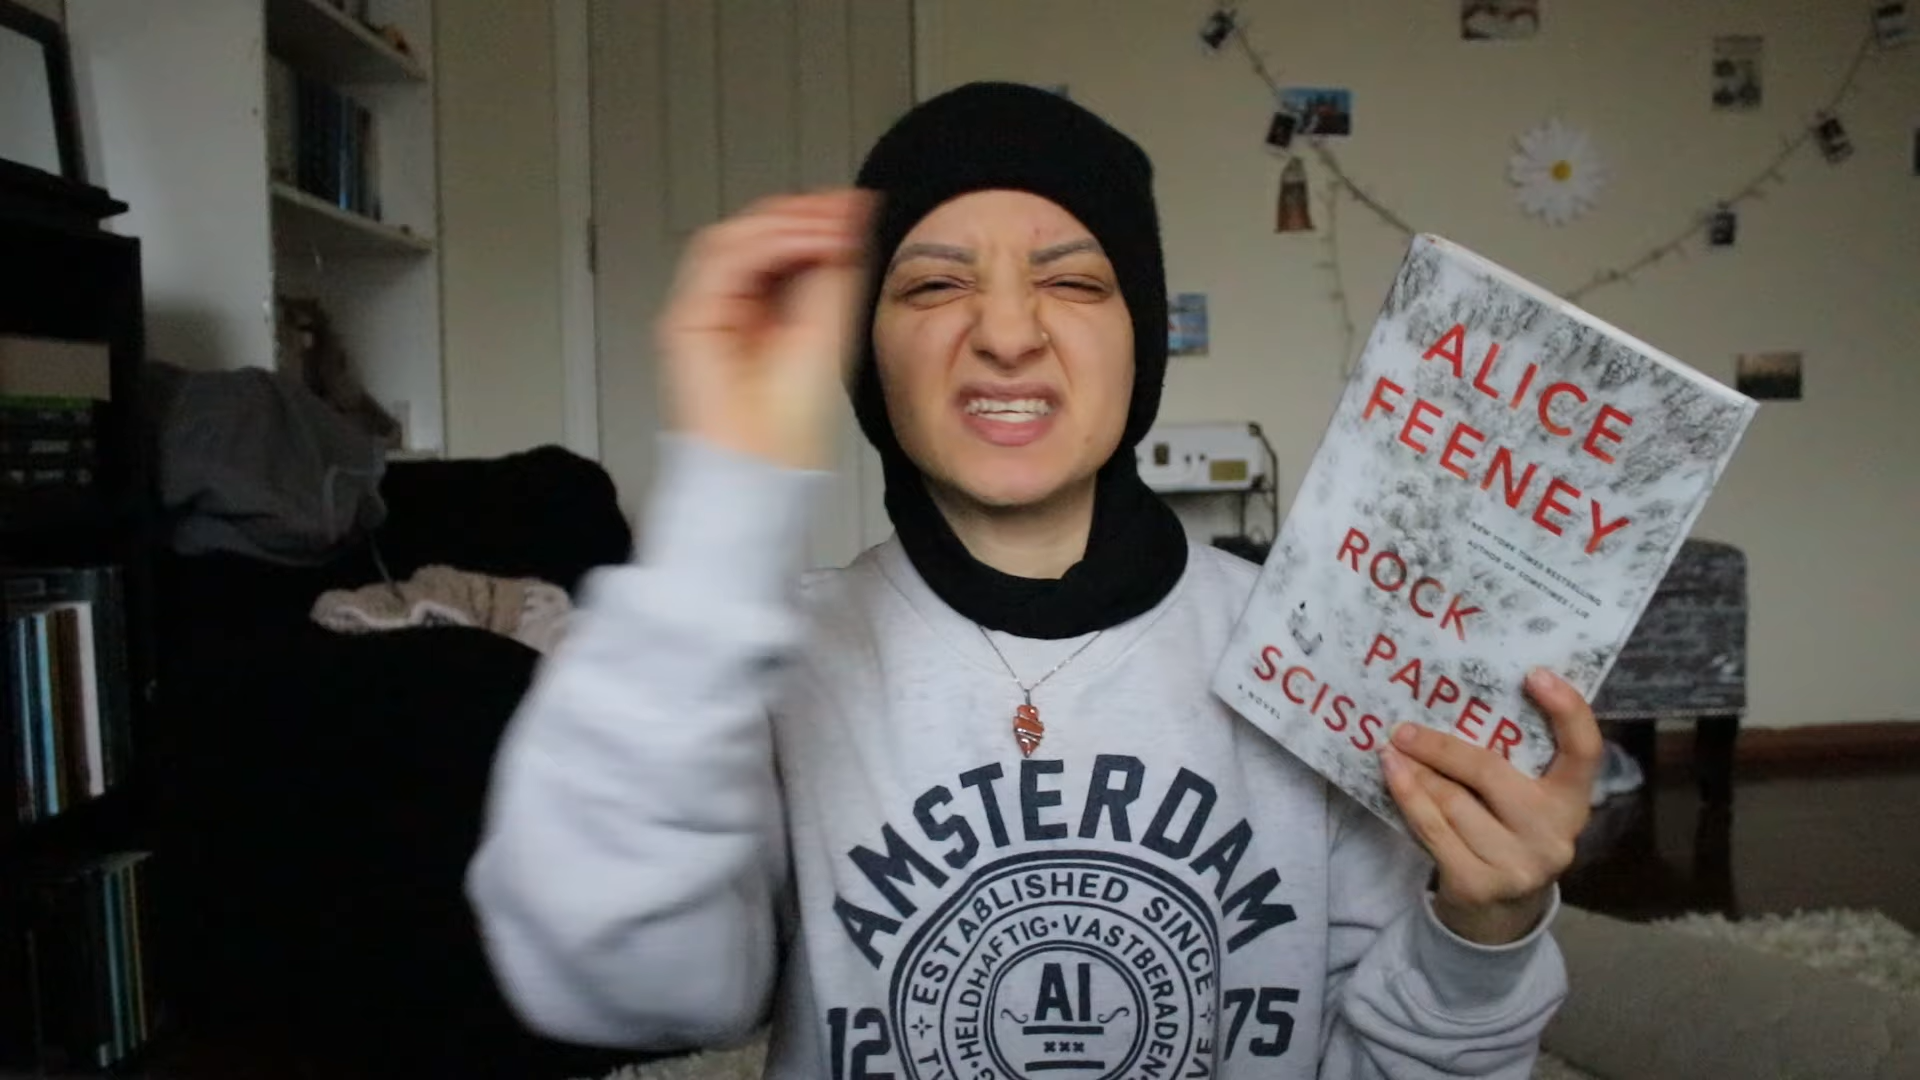 ALICE
FEENEY
NEW YORK TIMES BESTSELLING
AUTHOR OF SOMETIMES I LIE
ROCK
PAPER
SCISS
A NOVEL
AMSTERDAM
ESTABLISHED SINCE
HELDHAFTIG•VASTBERADEN
AI
xxx
12 75